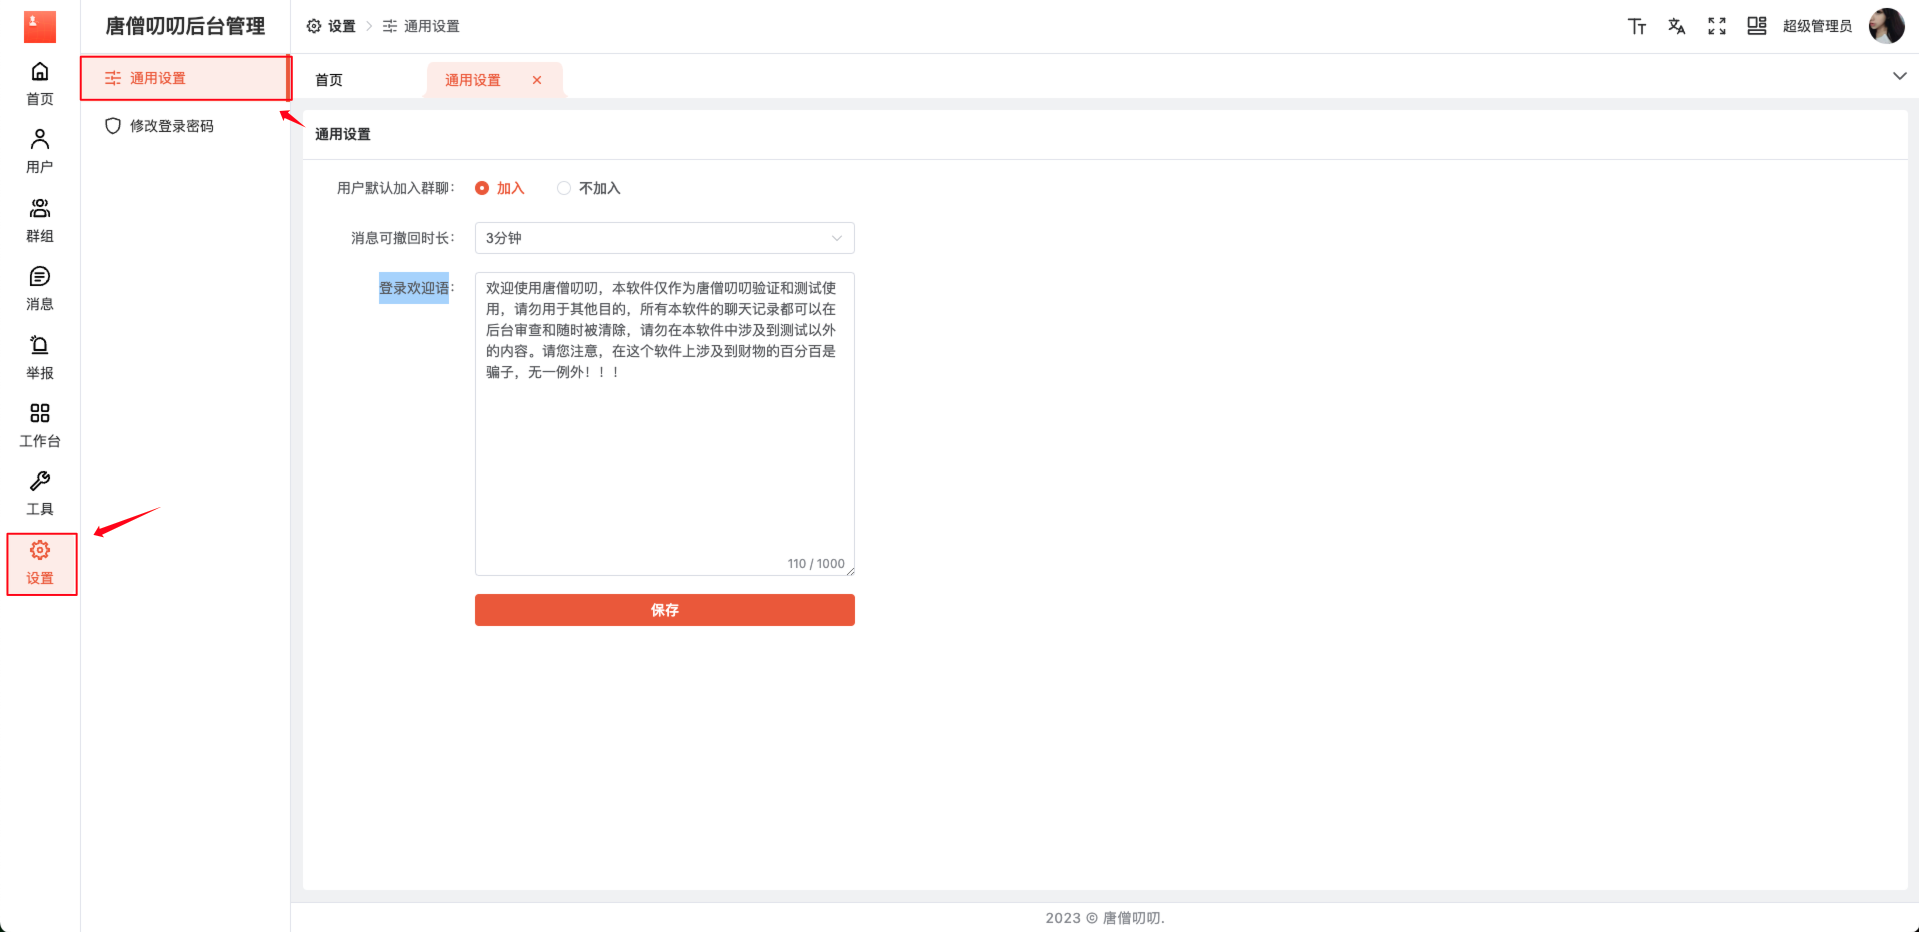 唐僧叨叨后台管理
设置
通用设置
超级管理员
首页
用户
群组
消息
举报
工作台
工具
设置
通用设置
修改登录密码
首页
通用设置
通用设置
用户默认加入群聊:
加入
不加入
消息可撤回时长:
3分钟
登录欢迎语:
欢迎使用唐僧叨叨，本软件仅作为唐僧叨叨验证和测试使
用，请勿用于其他目的，所有本软件的聊天记录都可以在
后台审查和随时被清除，请勿在本软件中涉及到测试以外
的内容。请您注意，在这个软件上涉及到财物的百分百是
骗子，无一例外！！！
110 / 1000
保存
2023 © 唐僧叨叨.